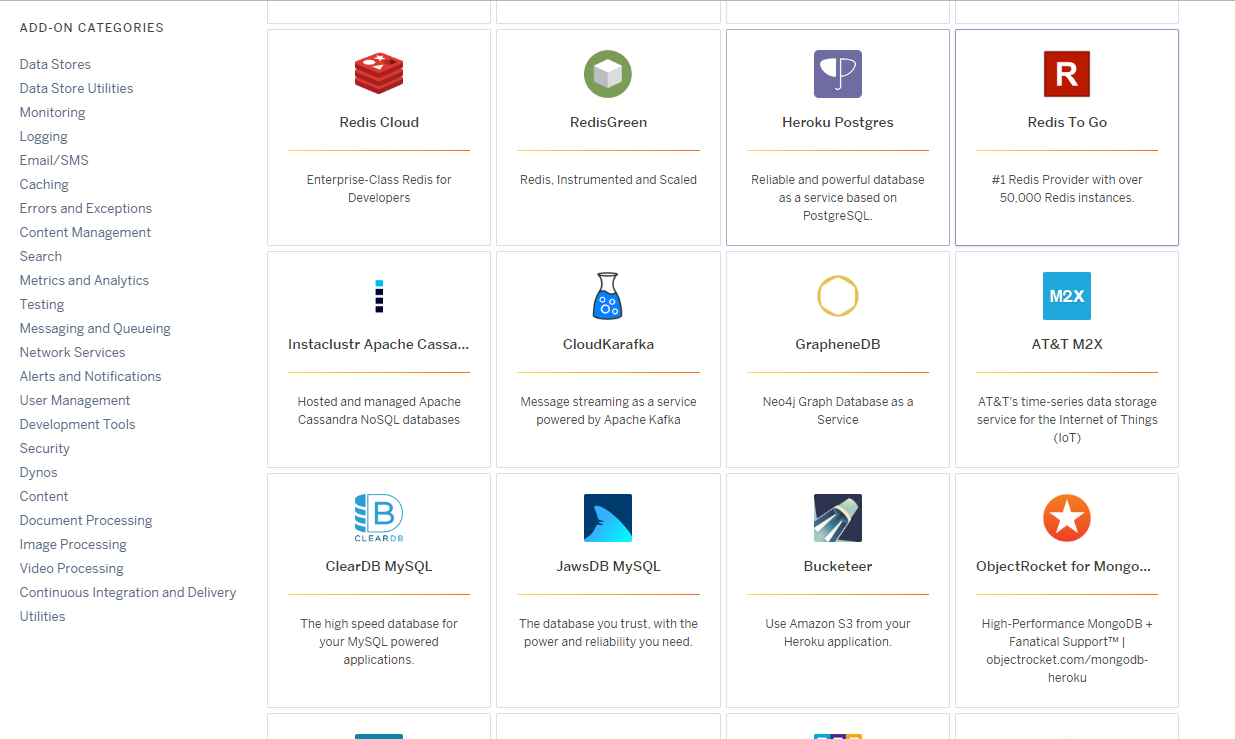 ADD-ON CATEGORIES
Data Stores
Data Store Utilities
Monitoring
Logging
Email/SMS
Caching
Errors and Exceptions
Content Management
Search
Metrics and Analytics
Testing
Messaging and Queueing
Network Services
Alerts and Notifications
User Management
Development Tools
Security
Dynos
Content
Document Processing
Image Processing
Video Processing
Continuous Integration and Delivery
Utilities
Redis Cloud
Enterprise-Class Redis for
Developers
RedisGreen
Redis, Instrumented and Scaled
Heroku Postgres
Reliable and powerful database
as a service based on
PostgreSQL.
R
Redis To Go
#1 Redis Provider with over
50,000 Redis instances.
Instaclustr Apache Cassa...
Hosted and managed Apache
Cassandra NoSQL databases
CloudKarafka
Message streaming as a service
powered by Apache Kafka
GrapheneDB
Neo4j Graph Database as a
Service
M2X
AT&T M2X
AT&T's time-series data storage
service for the Internet of Things
(IoT)
B
CLEARDB
ClearDB MySQL
The high speed database for
your MySQL powered
applications.
JawsDB MySQL
The database you trust, with the
power and reliability you need.
Bucketeer
Use Amazon S3 from your
Heroku application.
ObjectRocket for Mongo...
High-Performance MongoDB +
Fanatical Support™ |
objectrocket.com/mongodb-
heroku